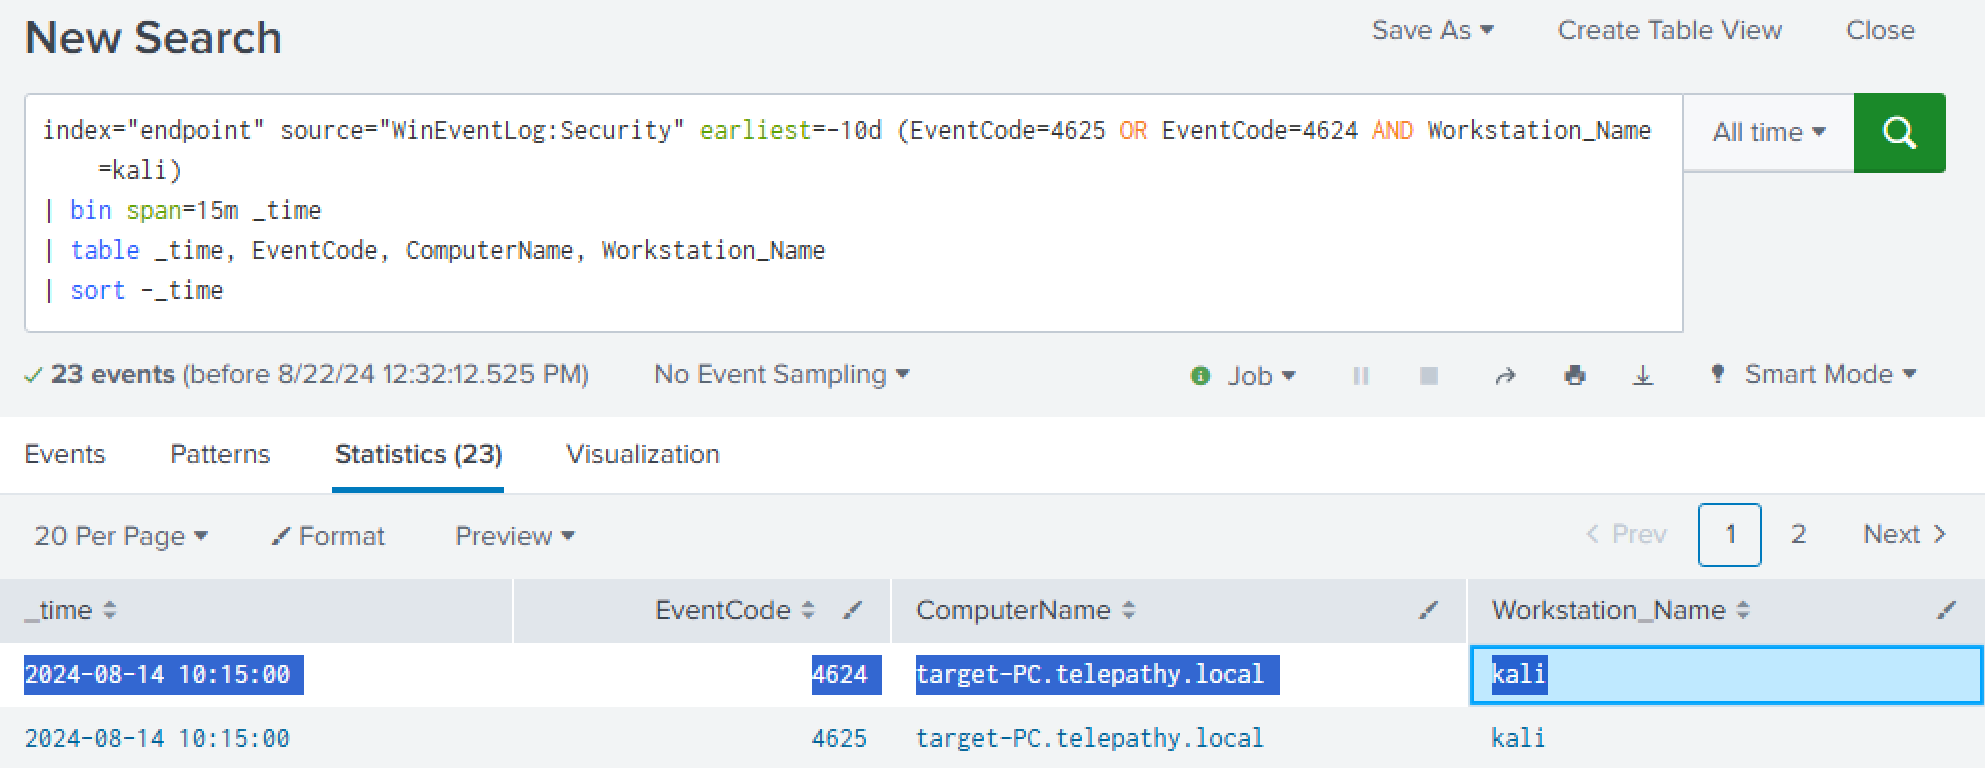 New Search
Save As Create Table View Close
index="endpoint" source="WinEventLog:Security" earliest=-10d (EventCode=4625 OR EventCode=4624 AND Workstation_Name
=kali)
All time
| bin span=15m _time
| table _time, EventCode, ComputerName, Workstation_Name
| sort -_time
23 events (before 8/22/24 12:32:12.525 PM) No Event Sampling Job Smart Mode
Events Patterns Statistics (23) Visualization
20 Per Page Format Preview < Prev 1 2 Next >
_time EventCode ComputerName Workstation_Name
2024-08-14 10:15:00 4624 target-PC.telepathy.local kali
2024-08-14 10:15:00 4625 target-PC.telepathy.local kali